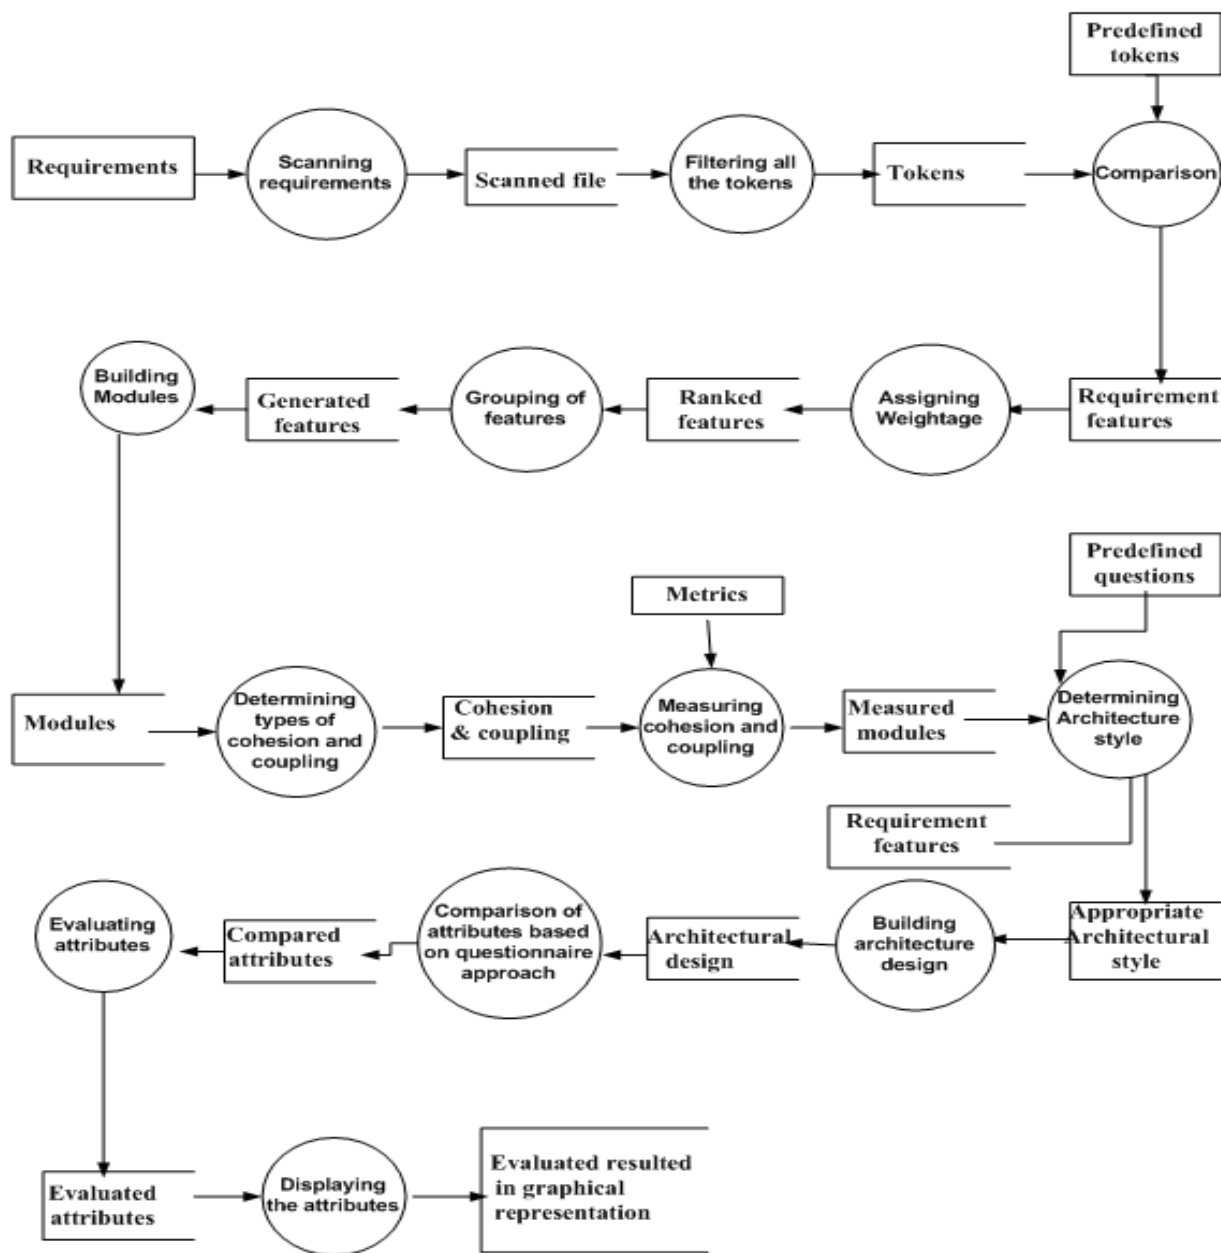 Predefined
tokens
Requirements
Scanning
requirements
Scanned file
Filtering all
the tokens
Tokens
Comparison
Building
Modules
Generated
features
Grouping of
features
Ranked
features
Assigning
Weightage
Requirement
features
Predefined
questions
Metrics
Modules
Determining
types of
cohesion and
coupling
Cohesion
& coupling
Measuring
cohesion and
coupling
Measured
modules
Determining
Architecture
style
Requirement
features
Evaluating
attributes
Compared
attributes
Comparison of
attributes based
on questionnaire
approach
Architectural
design
Building
architecture
design
Appropriate
Architectural
style
Evaluated
attributes
Displaying
the attributes
Evaluated resulted
in graphical
representation